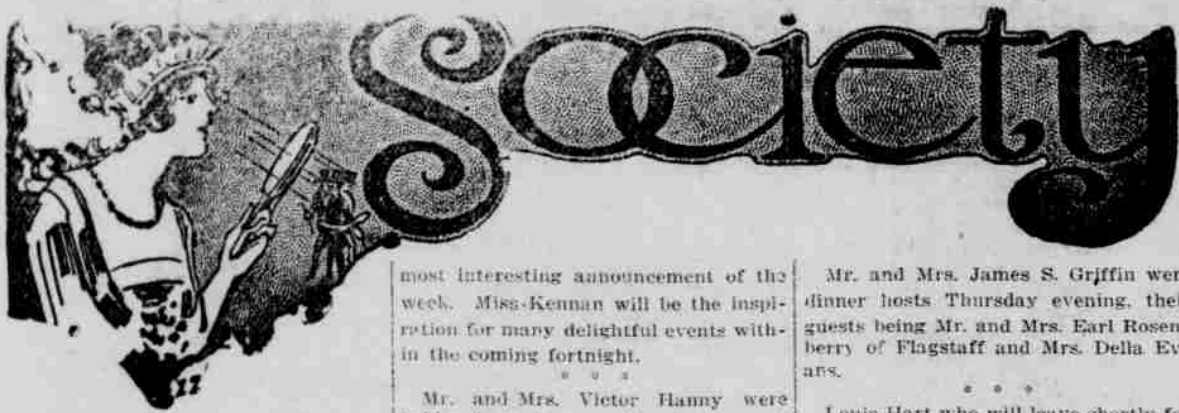 Society
most interesting announcement of the
week. Miss Kennan will be the inspi-
ration for many delightful events with-
in the coming fortnight.
Mr. and Mrs. Victor Hanny were
Mr. and Mrs. James S. Griffin wer
dinner hosts Thursday evening, thei
guests being Mr. and Mrs. Earl Rosen
berry of Flagstaff and Mrs. Della Ev
ans.
Louis Hart who will leave shortly fo